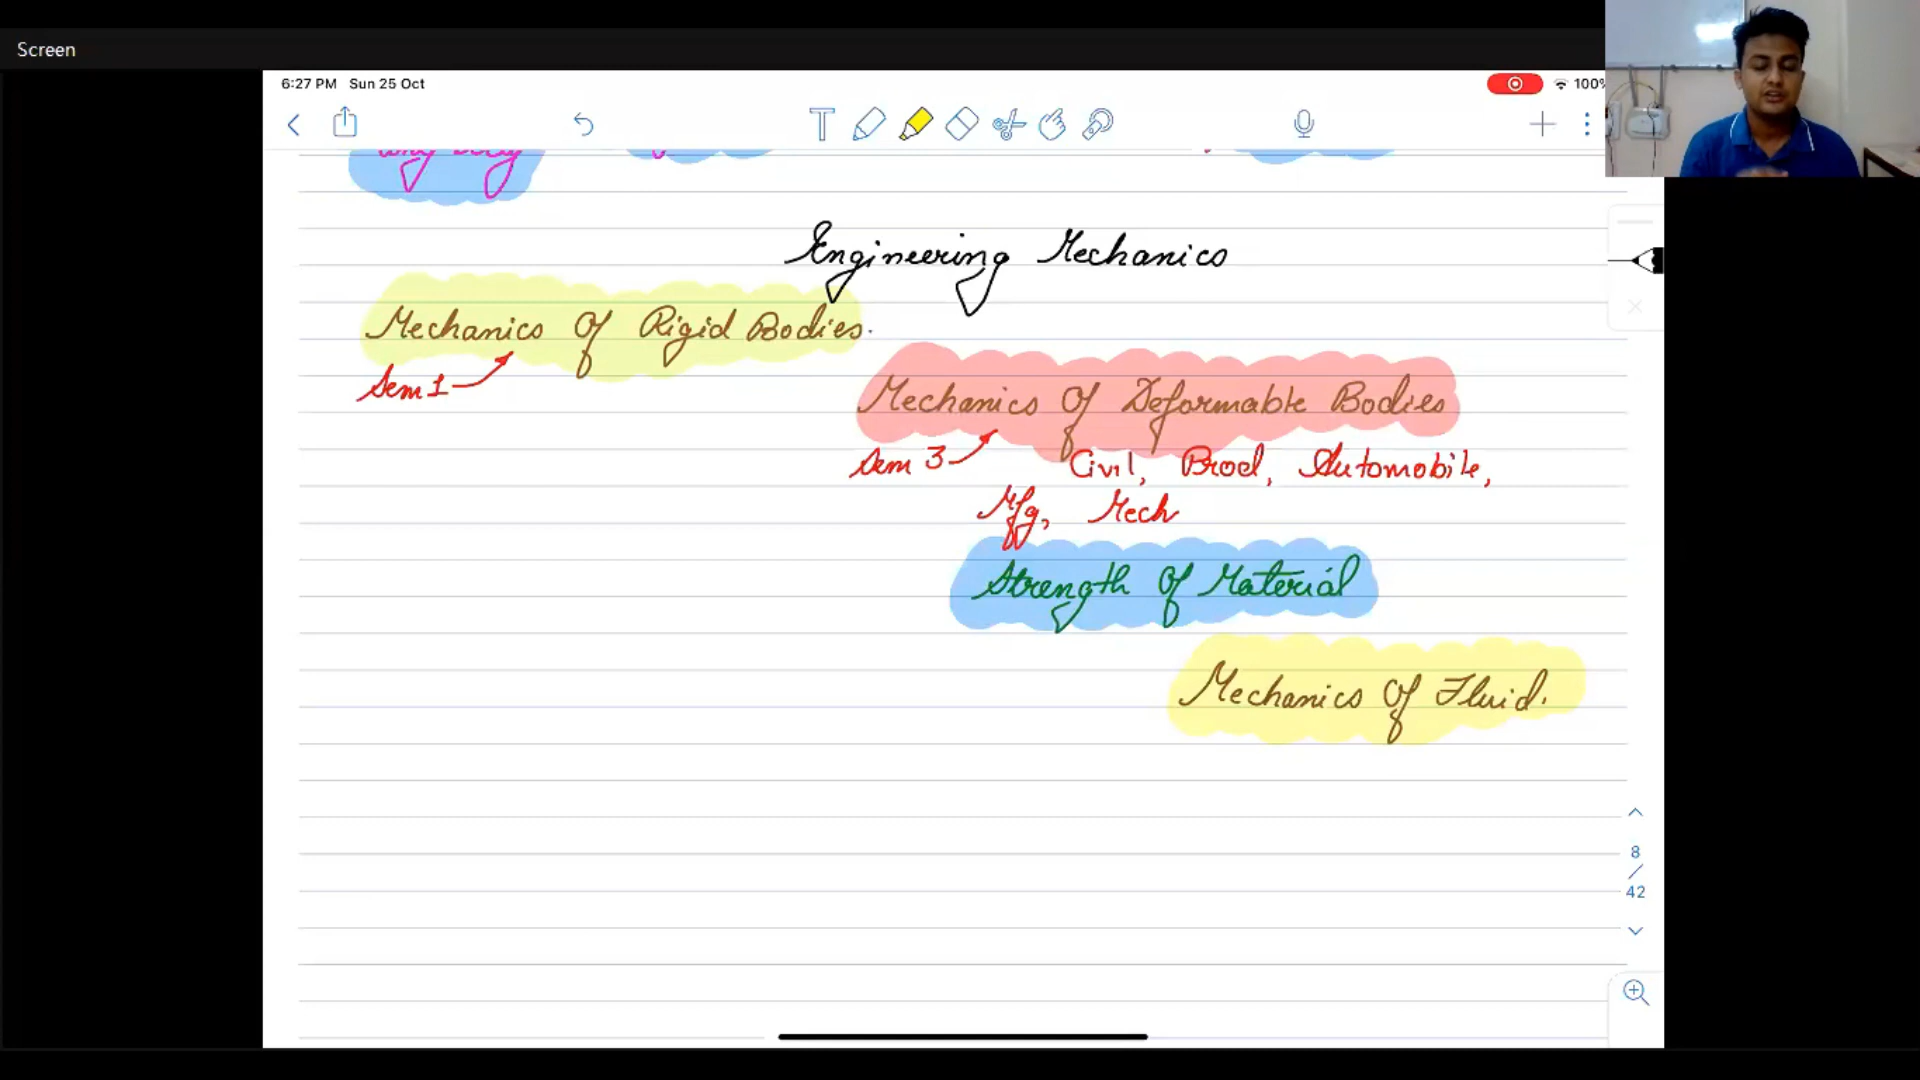 Screen
6:27 PM Sun 25 Oct
100%
Engineering Mechanics
Mechanics Of Rigid Bodies.
Sem 1
Mechanics Of Deformable Bodies
Sem 3 Civil, Prod, Automobile,
Mfg, Mech
Strength Of Material
Mechanics Of Fluid.
8
/
42